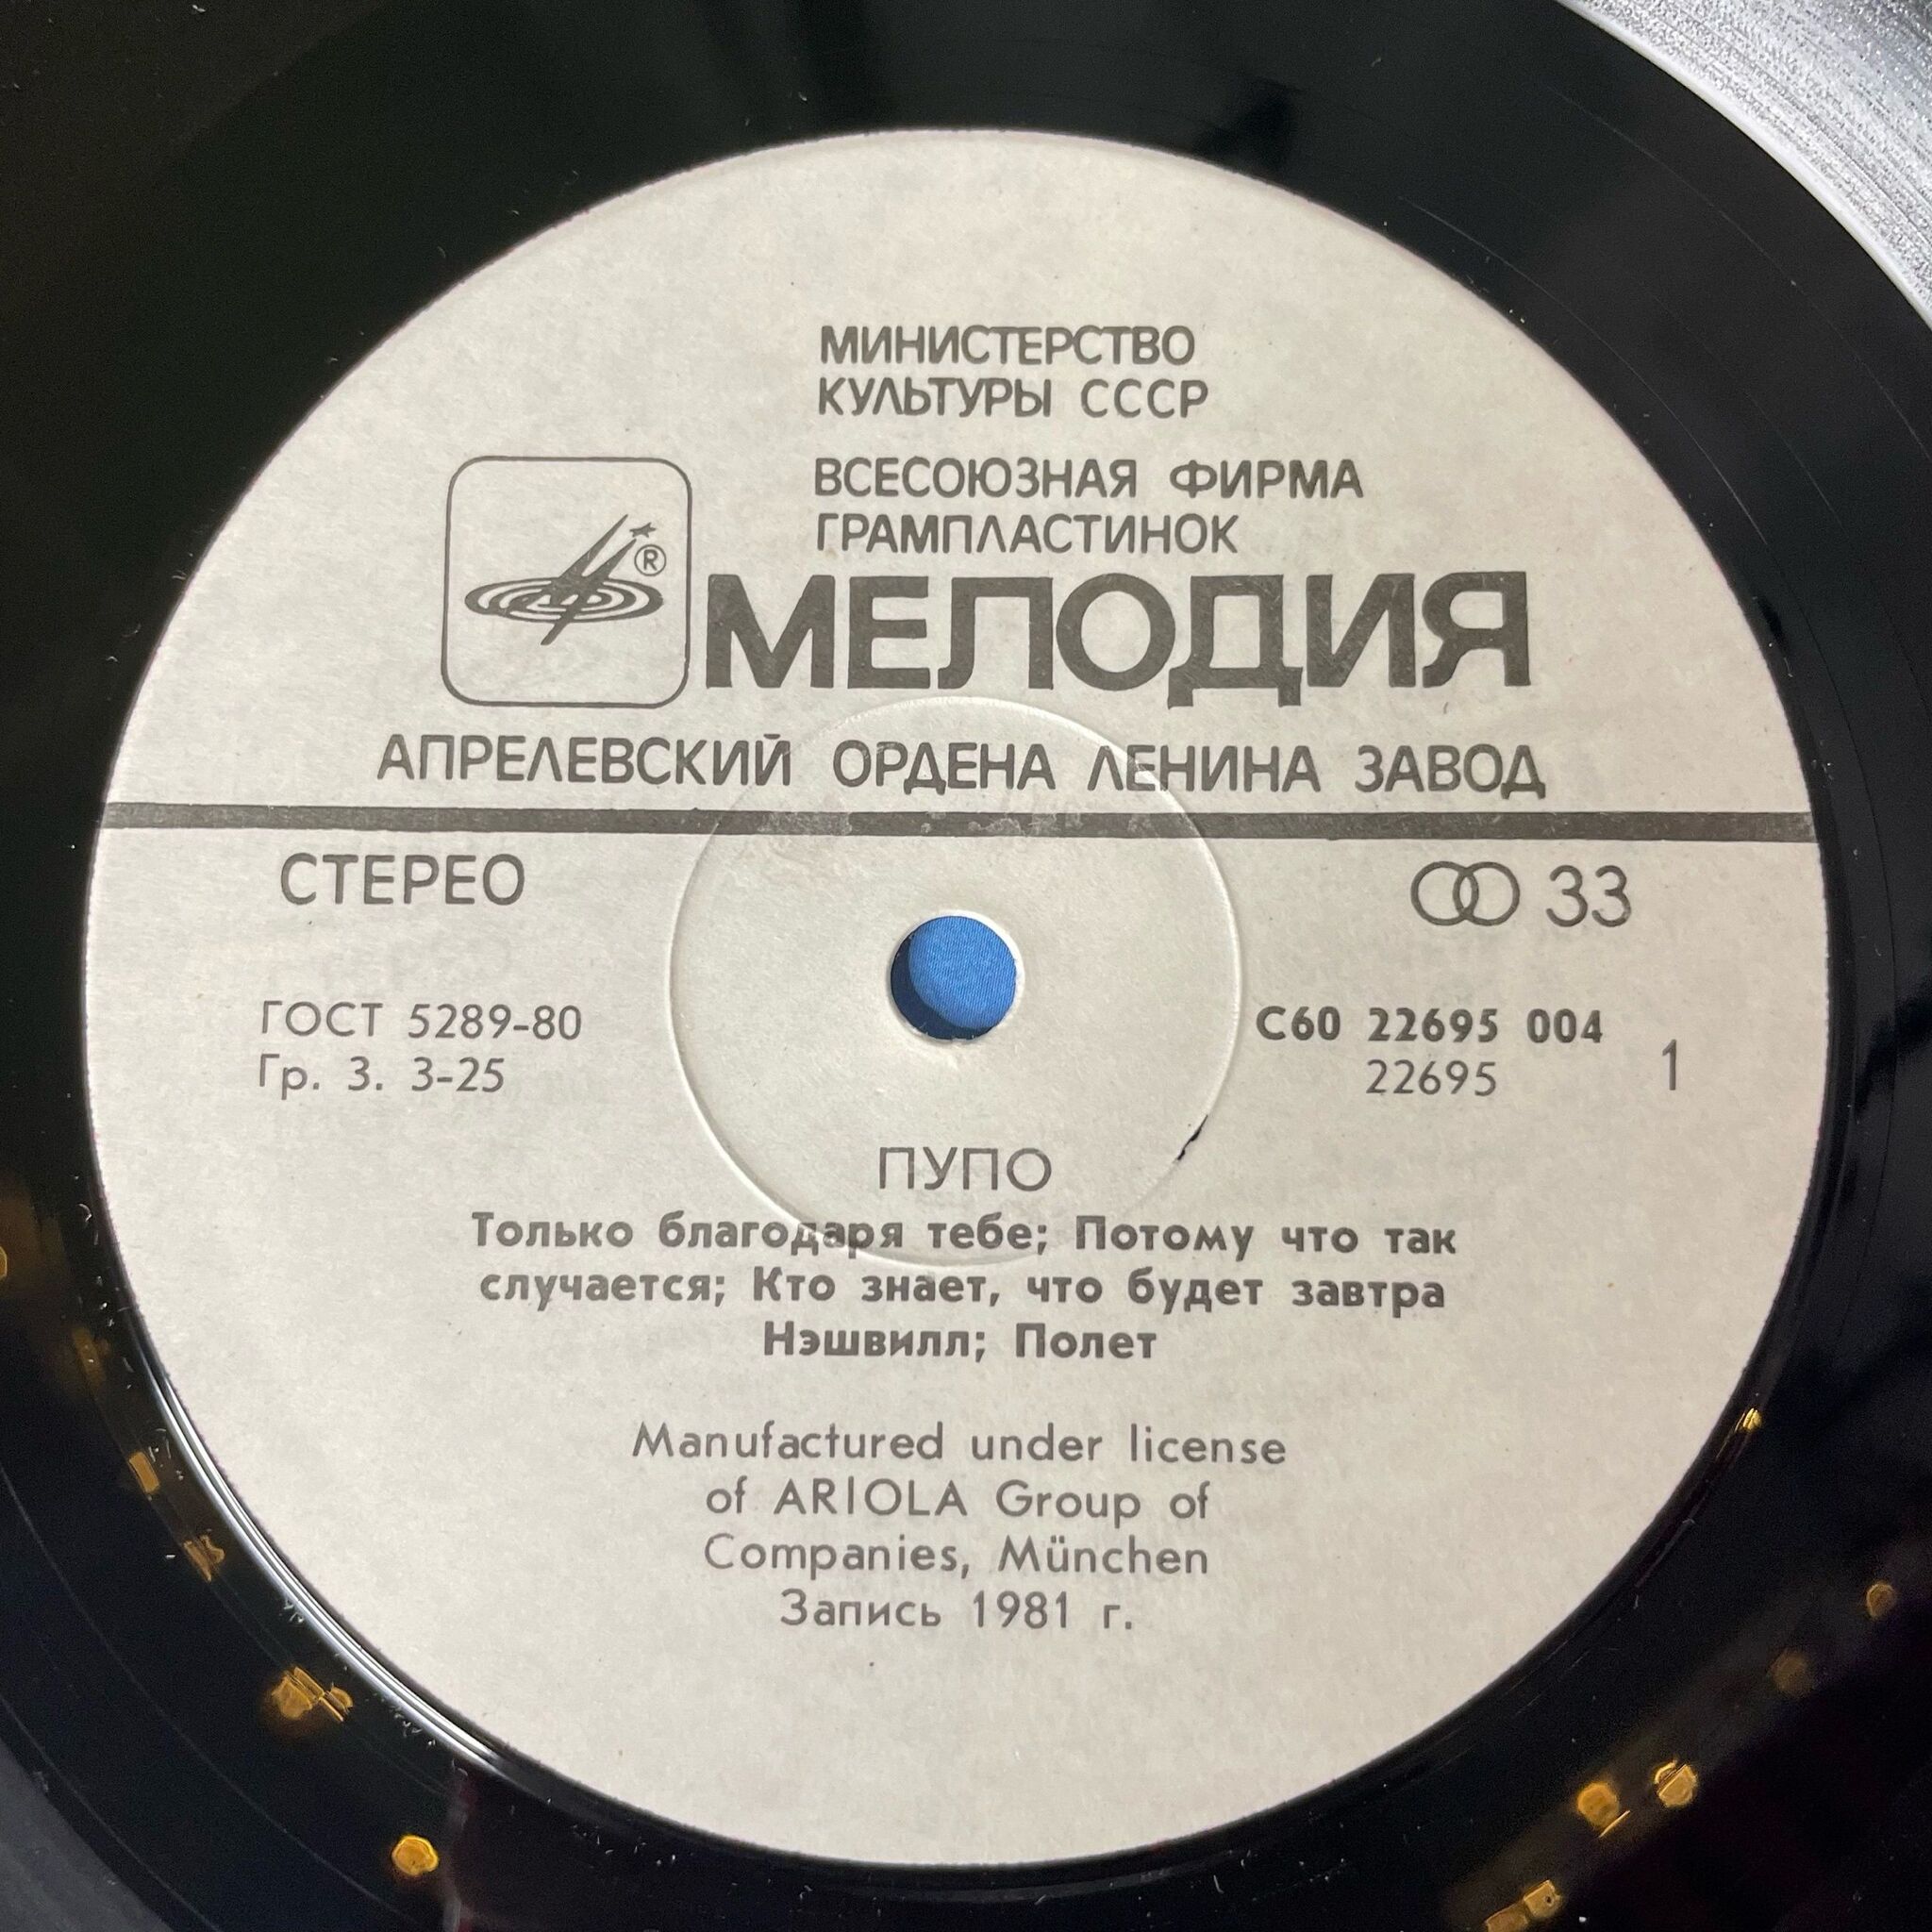 МИНИСТЕРСТВО
КУЛЬТУРЫ СССР
ВСЕСОЮЗНАЯ ФИРМА
ГРАМПЛАСТИНОК
®
МЕЛОДИЯ
АПРЕЛЕВСКИЙ ОРДЕНА ЛЕНИНА ЗАВОД
СТЕРЕО
33
ГОСТ 5289-80
Гр. 3. 3-25
С60 22695 004
22695
1
ПУПО
Только благодаря тебе; Потому что так
случается; Кто знает, что будет завтра
Нэшвилл; Полет
Manufactured under license
of ARIOLA Group of
Companies, München
Запись 1981 г.